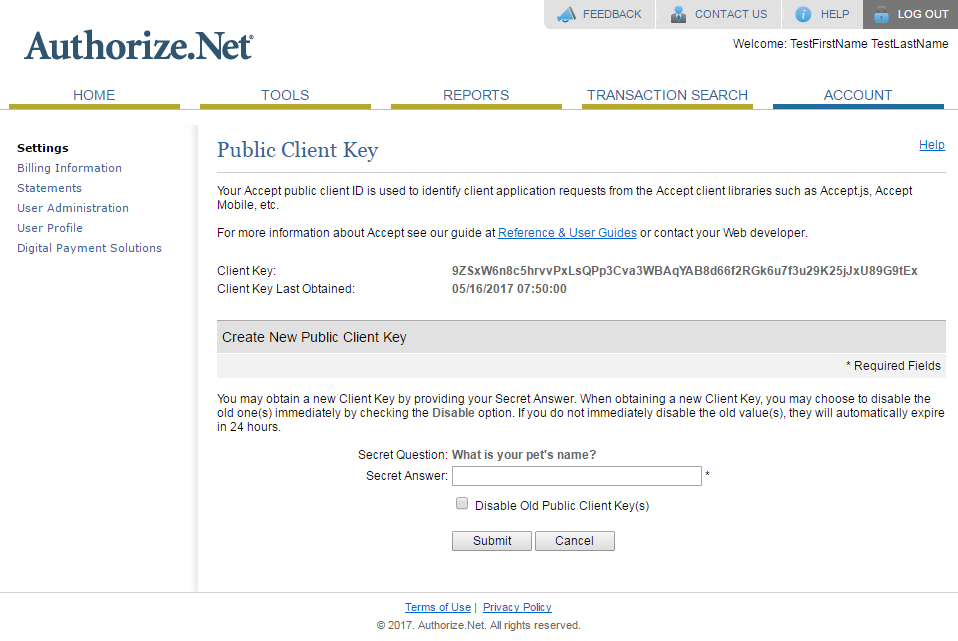 FEEDBACK
CONTACT US
HELP
LOG OUT
Authorize.Net
Welcome: TestFirstName TestLastName
HOME
TOOLS
REPORTS
TRANSACTION SEARCH
ACCOUNT
Settings
Billing Information
Statements
User Administration
User Profile
Digital Payment Solutions
Public Client Key
Help
Your Accept public client ID is used to identify client application requests from the Accept client libraries such as Accept.js, Accept
Mobile, etc.
For more information about Accept see our guide at Reference & User Guides or contact your Web developer.
Client Key: 9ZSxW6n8c5hrvvPxLsQPp3Cva3WBAqYAB8d66f2RGk6u7f3u29K25jJxU89G9tEx
Client Key Last Obtained: 05/16/2017 07:50:00
Create New Public Client Key
* Required Fields
You may obtain a new Client Key by providing your Secret Answer. When obtaining a new Client Key, you may choose to disable the
old one(s) immediately by checking the Disable option. If you do not immediately disable the old value(s), they will automatically expire
in 24 hours.
Secret Question: What is your pet's name?
Secret Answer: *
Disable Old Public Client Key(s)
Submit
Cancel
Terms of Use | Privacy Policy
© 2017. Authorize.Net. All rights reserved.